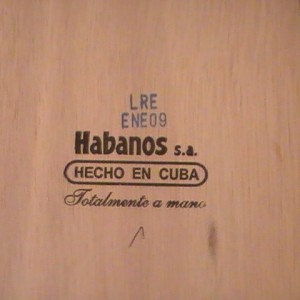 LRE
ENE09
Habanos s.a.
HECHO EN CUBA
Totalmente a mano